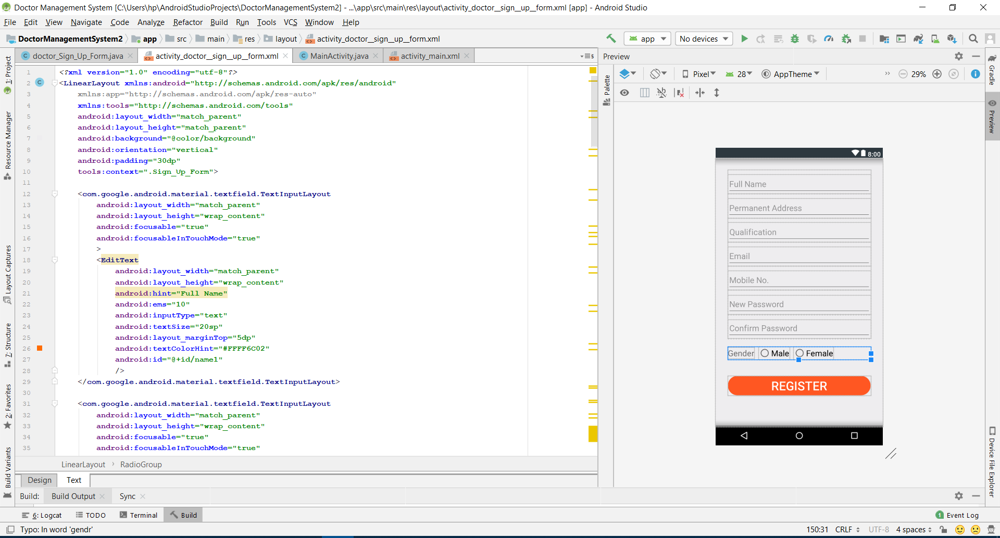 Doctor Management System [C:\Users\hp\AndroidStudioProjects\DoctorManagementSystem2] - ...\app\src\main\res\layout\activity_doctor__sign__up__form.xml [app] - Android Studio
File Edit View Navigate Code Analyze Refactor Build Run Tools VCS Window Help
DoctorManagementSystem2 app src main res layout activity_doctor__sign__up__form.xml
app
No devices
doctor_Sign_Up_Form.java
activity_doctor__sign__up__form.xml
MainActivity.java
activity_main.xml
5
1: Project
Resource Manager
Layout Captures
7: Structure
2: Favorites
Build Variants
1 <?xml version="1.0" encoding="utf-8"?>
2 <LinearLayout xmlns:android="http://schemas.android.com/apk/res/android"
3 xmlns:app="http://schemas.android.com/apk/res-auto"
4 xmlns:tools="http://schemas.android.com/tools"
5 android:layout_width="match_parent"
6 android:layout_height="match_parent"
7 android:background="@color/background"
8 android:orientation="vertical"
9 android:padding="30dp"
10 tools:context=".Sign_Up_Form">
11
12 <com.google.android.material.textfield.TextInputLayout
13 android:layout_width="match_parent"
14 android:layout_height="wrap_content"
15 android:focusable="true"
16 android:focusableInTouchMode="true"
17 >
18 <EditText
19 android:layout_width="match_parent"
20 android:layout_height="wrap_content"
21 android:hint="Full Name"
22 android:ems="10"
23 android:inputType="text"
24 android:textSize="20sp"
25 android:layout_marginTop="5dp"
26 android:textColorHint="#FFFF6C02"
27 android:id="@+id/name1"
28 />
29 </com.google.android.material.textfield.TextInputLayout>
30
31 <com.google.android.material.textfield.TextInputLayout
32 android:layout_width="match_parent"
33 android:layout_height="wrap_content"
34 android:focusable="true"
35 android:focusableInTouchMode="true"
LinearLayout › RadioGroup
Design Text
Preview
Palette
Pixel 28 AppTheme
29%
8:00
Full Name
Permanent Address
Qualification
Email
Mobile No.
New Password
Confirm Password
Gender Male Female
REGISTER
Gradle
Preview
Device File Explorer
Build: Build Output Sync
6: Logcat TODO Terminal Build
1 Event Log
Typo: In word 'gendr'
150:31 CRLF UTF-8 4 spaces